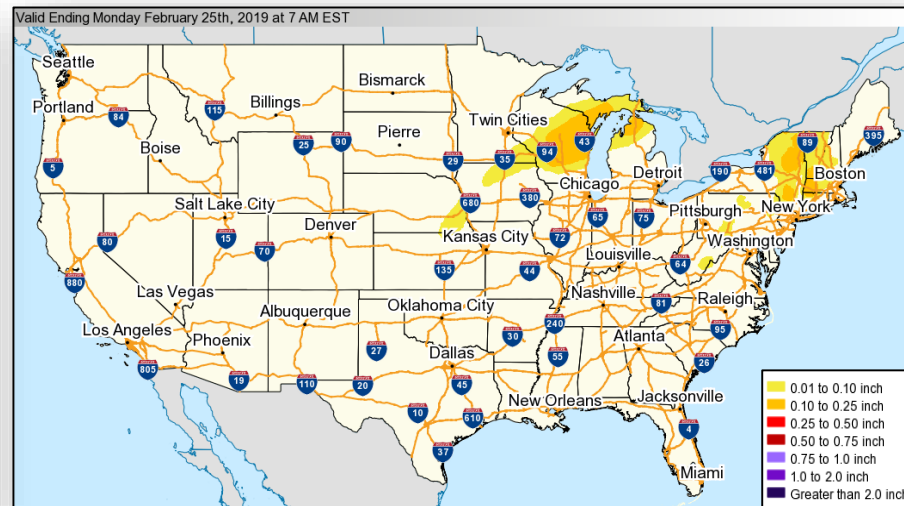 Valid Ending Monday February 25th, 2019 at 7 AM EST
Seattle
Portland
84
115
Billings
Bismarck
Twin Cities
395
5
Boise
25
90
Pierre
29
35
94
43
89
190
481
Boston
Detroit
Chicago
680
380
New York
Salt Lake City
80
15
70
Denver
Kansas City
72
65
75
Pittsburgh
Washington
Louisville
64
135
44
880
Las Vegas
Albuquerque
Oklahoma City
Nashville
81
Raleigh
Los Angeles
Phoenix
27
30
240
95
Atlanta
805
19
110
20
Dallas
45
55
26
10
610
New Orleans
Jacksonville
37
4
Miami
0.01 to 0.10 inch
0.10 to 0.25 inch
0.25 to 0.50 inch
0.50 to 0.75 inch
0.75 to 1.0 inch
1.0 to 2.0 inch
Greater than 2.0 inch